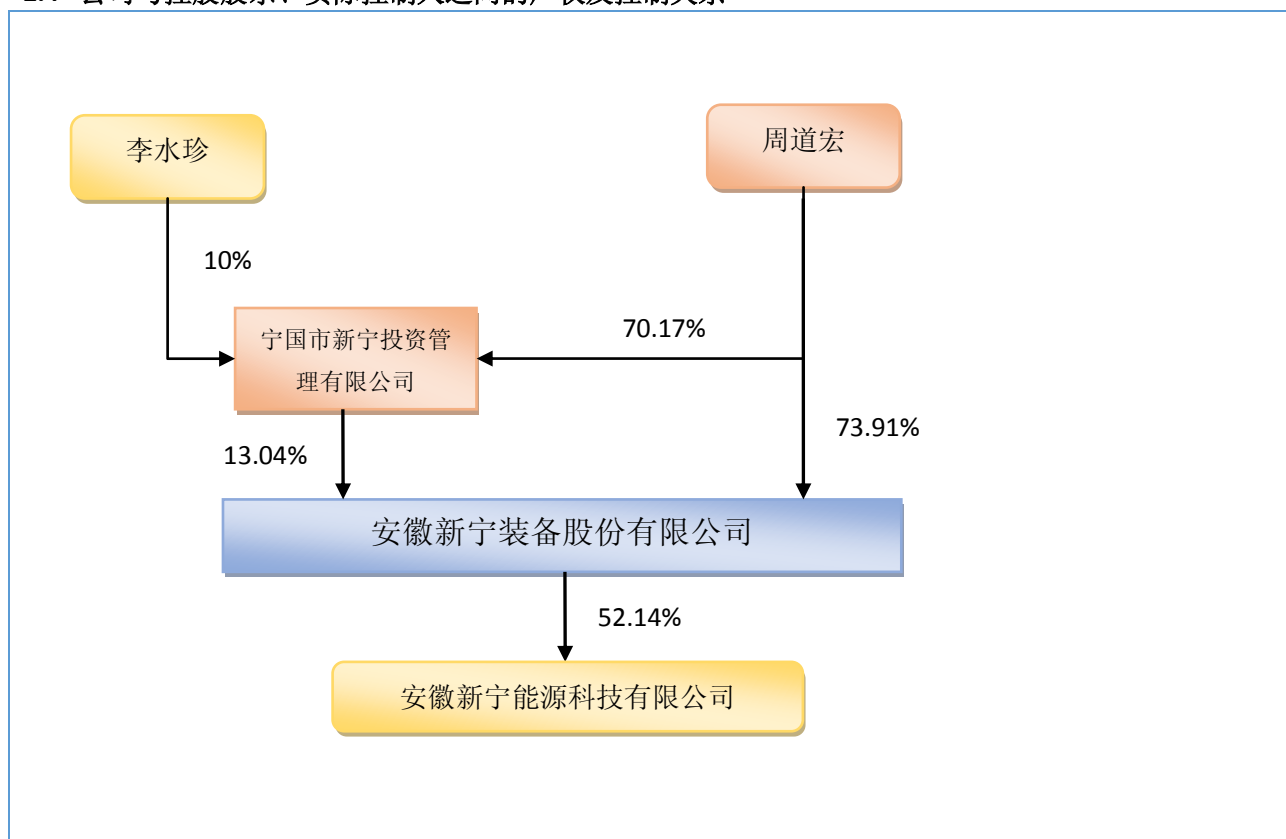 李水珍
周道宏
10%
宁国市新宁投资管
理有限公司
70.17%
73.91%
13.04%
安徽新宁装备股份有限公司
52.14%
安徽新宁能源科技有限公司